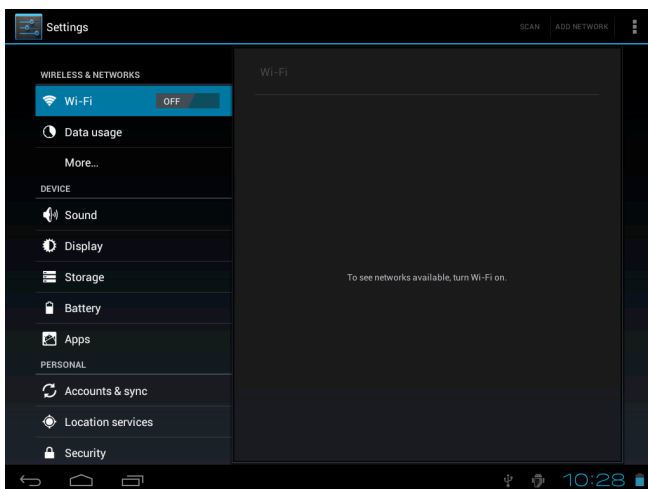 Settings
SCAN ADD NETWORK
WIRELESS & NETWORKS
Wi-Fi OFF
Data usage
More...
DEVICE
Sound
Display
Storage
Battery
Apps
PERSONAL
Accounts & sync
Location services
Security
Wi-Fi
To see networks available, turn Wi-Fi on.
10:28